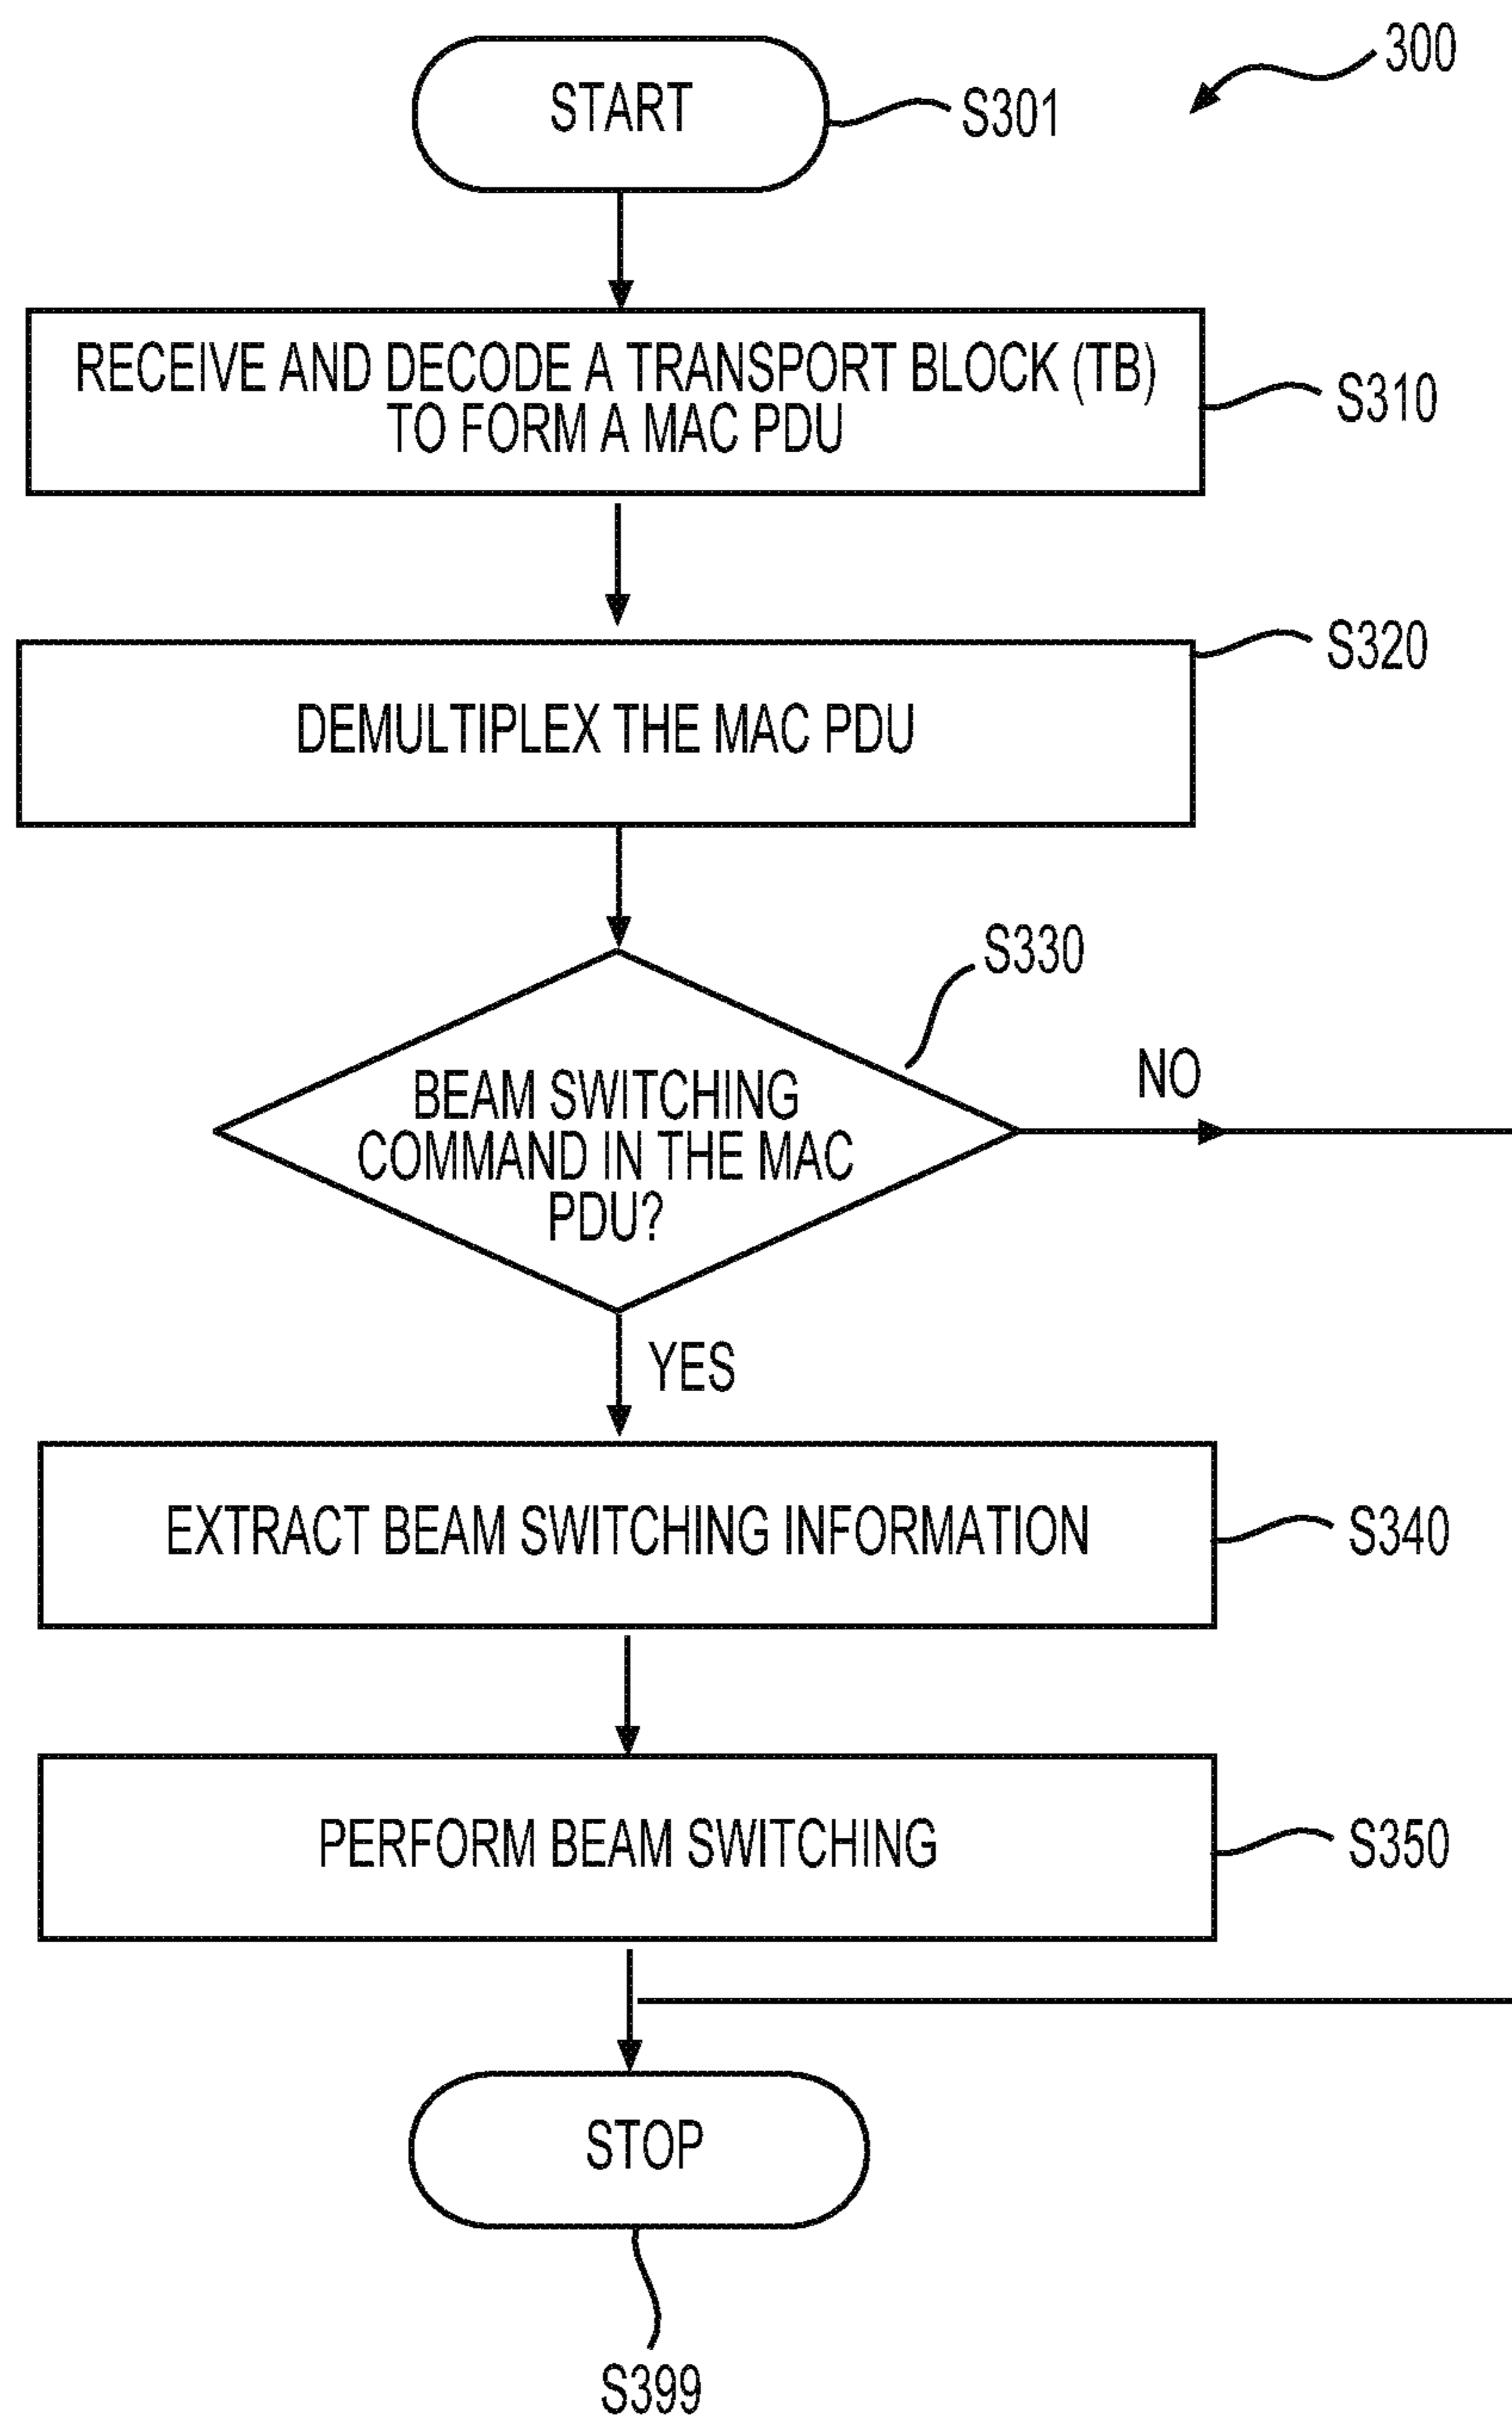 300
START
S301
RECEIVE AND DECODE A TRANSPORT BLOCK (TB)
TO FORM A MAC PDU
S310
S320
DEMULTIPLEX THE MAC PDU
S330
BEAM SWITCHING
COMMAND IN THE MAC
PDU?
NO
YES
EXTRACT BEAM SWITCHING INFORMATION
S340
PERFORM BEAM SWITCHING
S350
STOP
S399